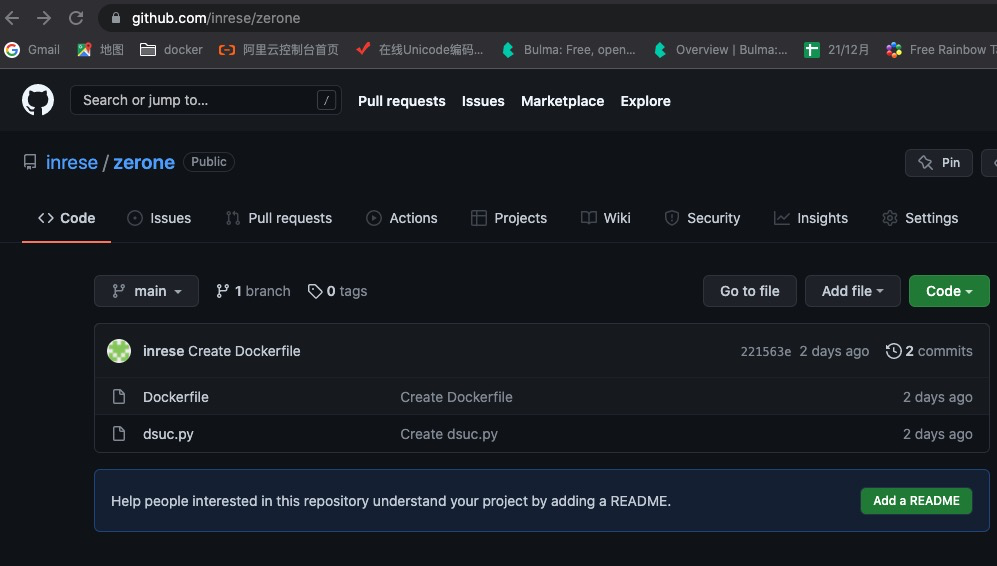 github.com/inrese/zerone
Gmail 地图 docker 阿里云控制台首页 在线Unicode编码... Bulma: Free, open... Overview | Bulma:... 21/12月 Free Rainbow Ta
Search or jump to... / Pull requests Issues Marketplace Explore
inrese / zerone Public Pin
Code Issues Pull requests Actions Projects Wiki Security Insights Settings
main 1 branch 0 tags Go to file Add file Code
inrese Create Dockerfile 221563e 2 days ago 2 commits
Dockerfile Create Dockerfile 2 days ago
dsuc.py Create dsuc.py 2 days ago
Help people interested in this repository understand your project by adding a README. Add a README